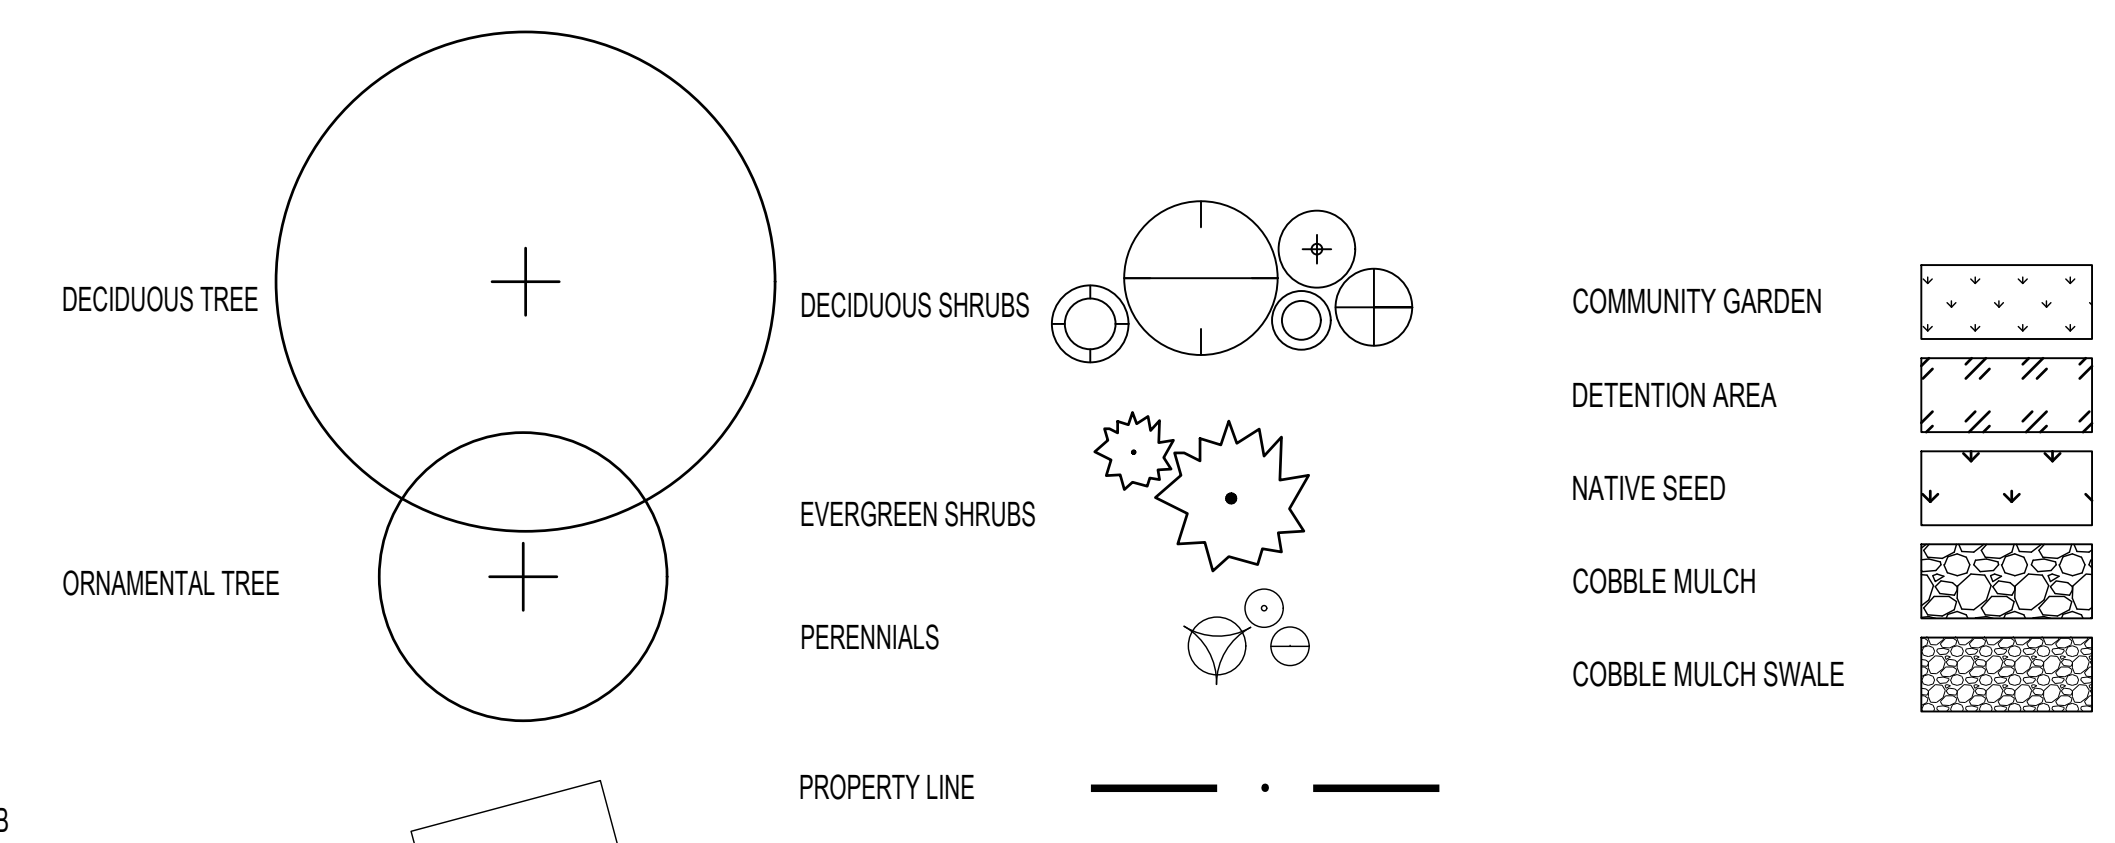 DECIDUOUS TREE
ORNAMENTAL TREE
DECIDUOUS SHRUBS
EVERGREEN SHRUBS
PERENNIALS
PROPERTY LINE
COMMUNITY GARDEN
DETENTION AREA
NATIVE SEED
COBBLE MULCH
COBBLE MULCH SWALE